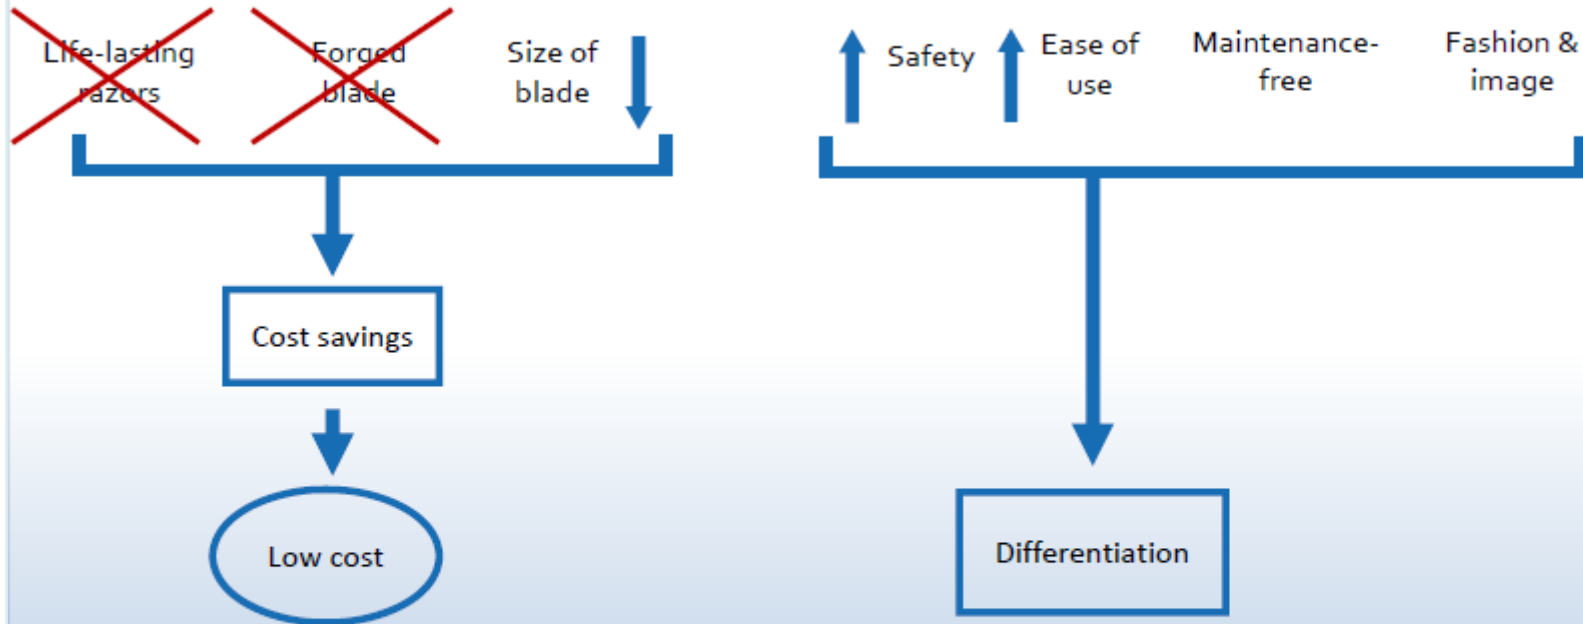 Life-lasting
razors
Forged
blade
Size of
blade
Safety
Ease of
use
Maintenance-
free
Fashion &
image
Cost savings
Low cost
Differentiation